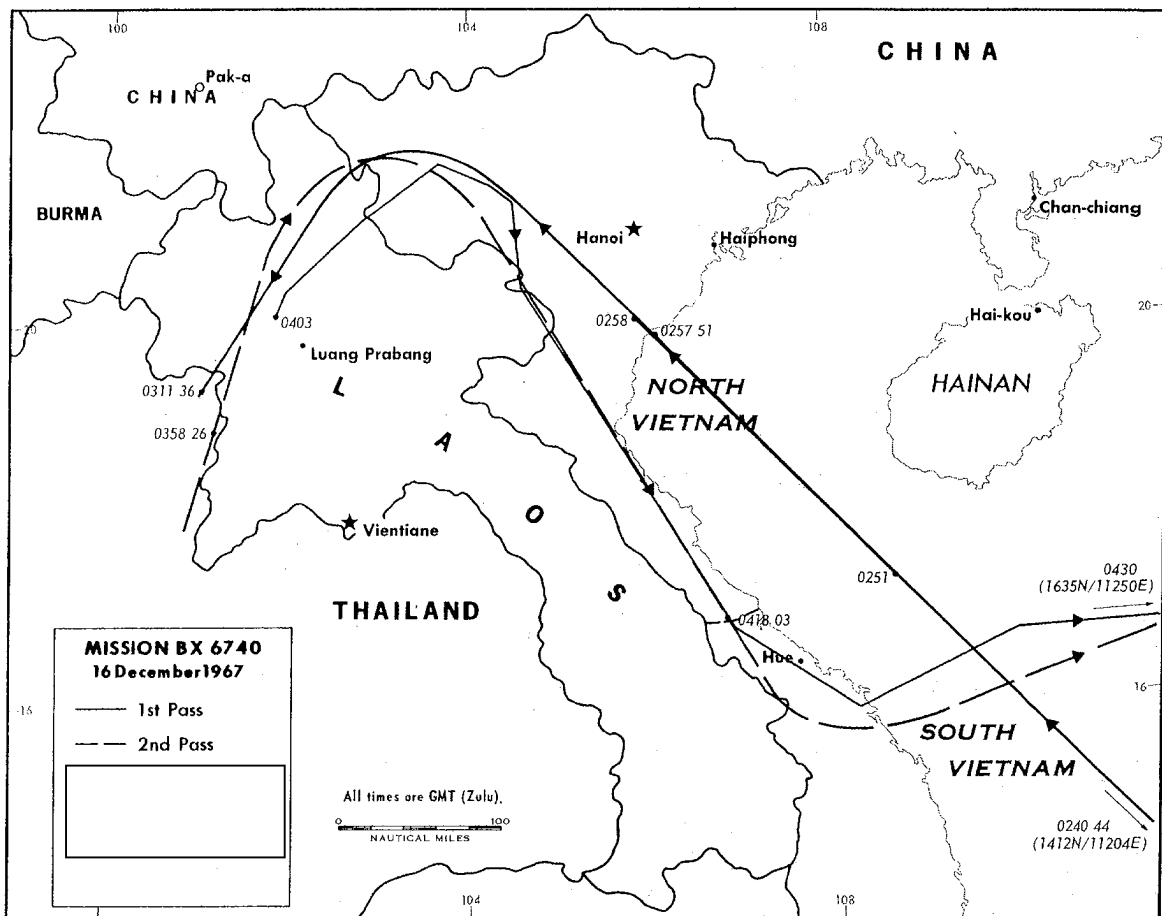 100
104
108
CHINA
Pak-a
CHINA
BURMA
Chan-chiang
Hanoi
Haiphong
20
Hai-kou
0403
0258
0257 51
20
Luang Prabang
HAINAN
NORTH
VIETNAM
0311 36
0358 26
L
A
O
S
Vientiane
0251
0430
(1635N/11250E)
THAILAND
0418 03
Hue
16
16
SOUTH
VIETNAM
MISSION BX 6740
16 December 1967
1st Pass
2nd Pass
All times are GMT (Zulu).
0 100
NAUTICAL MILES
0240 44
(1412N/11204E)
104
108